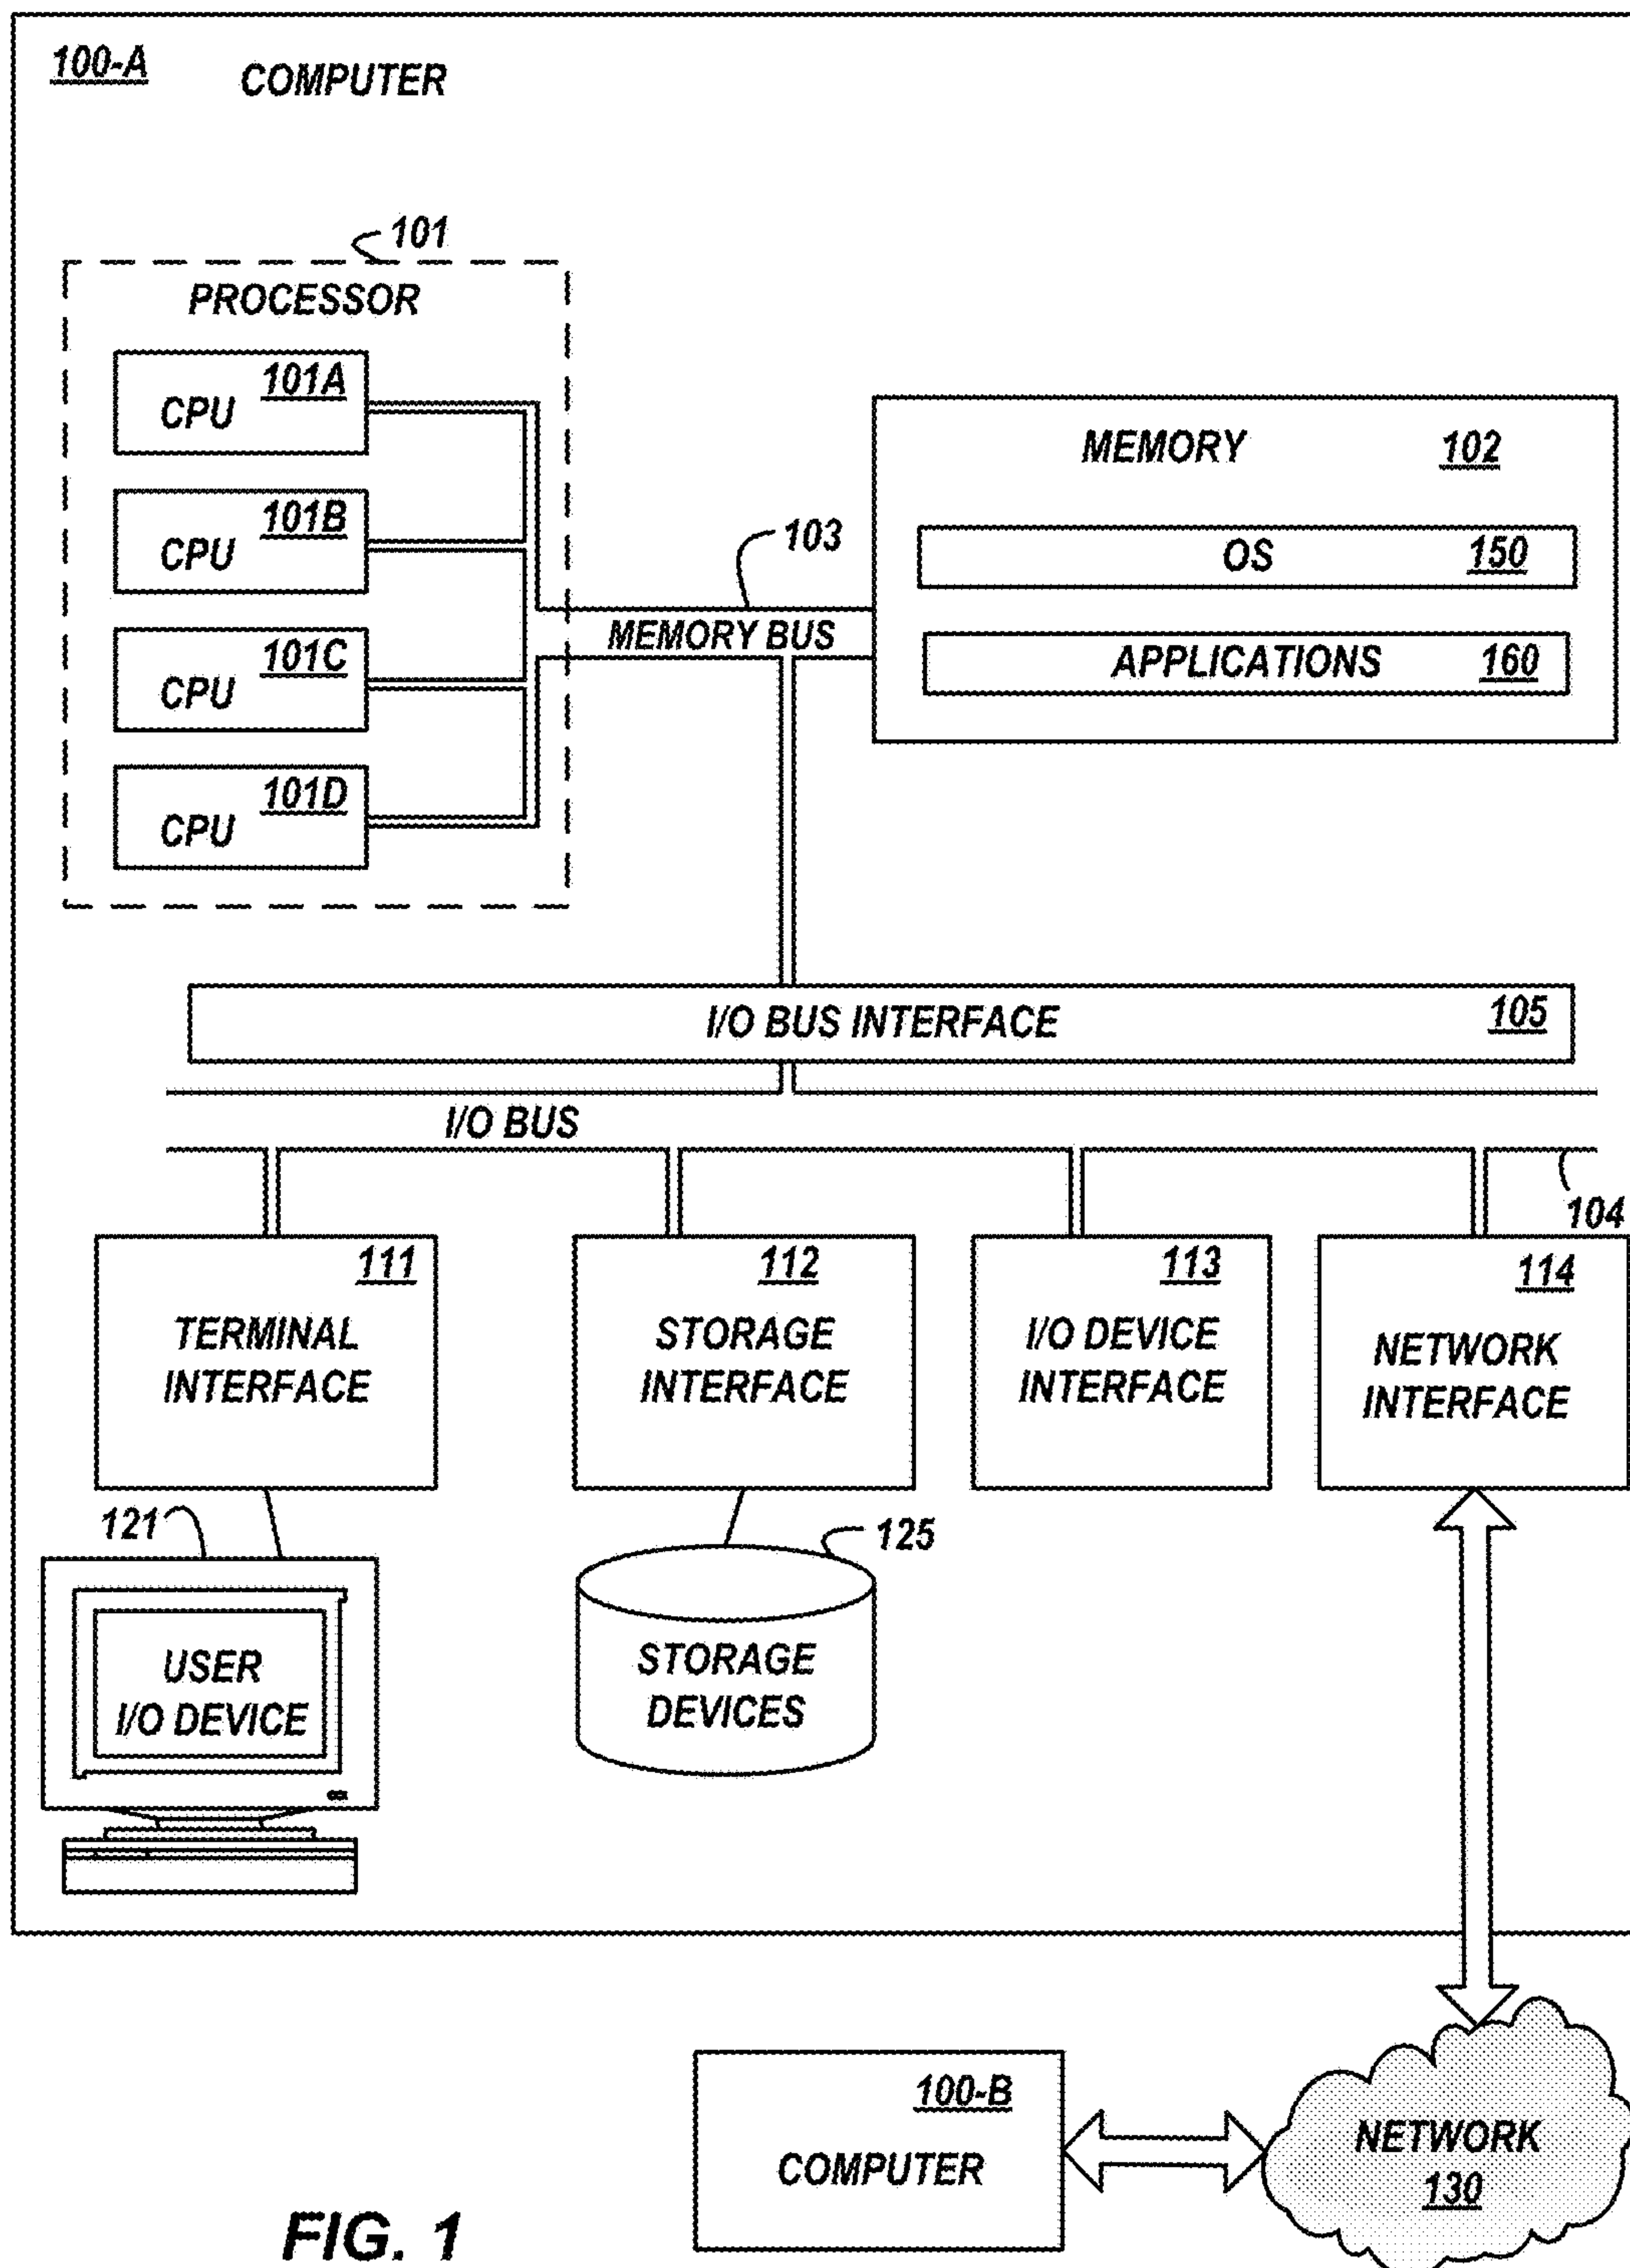 100-A COMPUTER
101
PROCESSOR
101A
CPU
101B
CPU
101C
CPU
101D
CPU
103
MEMORY BUS
MEMORY 102
OS 150
APPLICATIONS 160
I/O BUS INTERFACE 105
I/O BUS
104
111
TERMINAL
INTERFACE
112
STORAGE
INTERFACE
113
I/O DEVICE
INTERFACE
114
NETWORK
INTERFACE
121
USER
I/O DEVICE
125
STORAGE
DEVICES
100-B
COMPUTER
NETWORK
130
FIG. 1